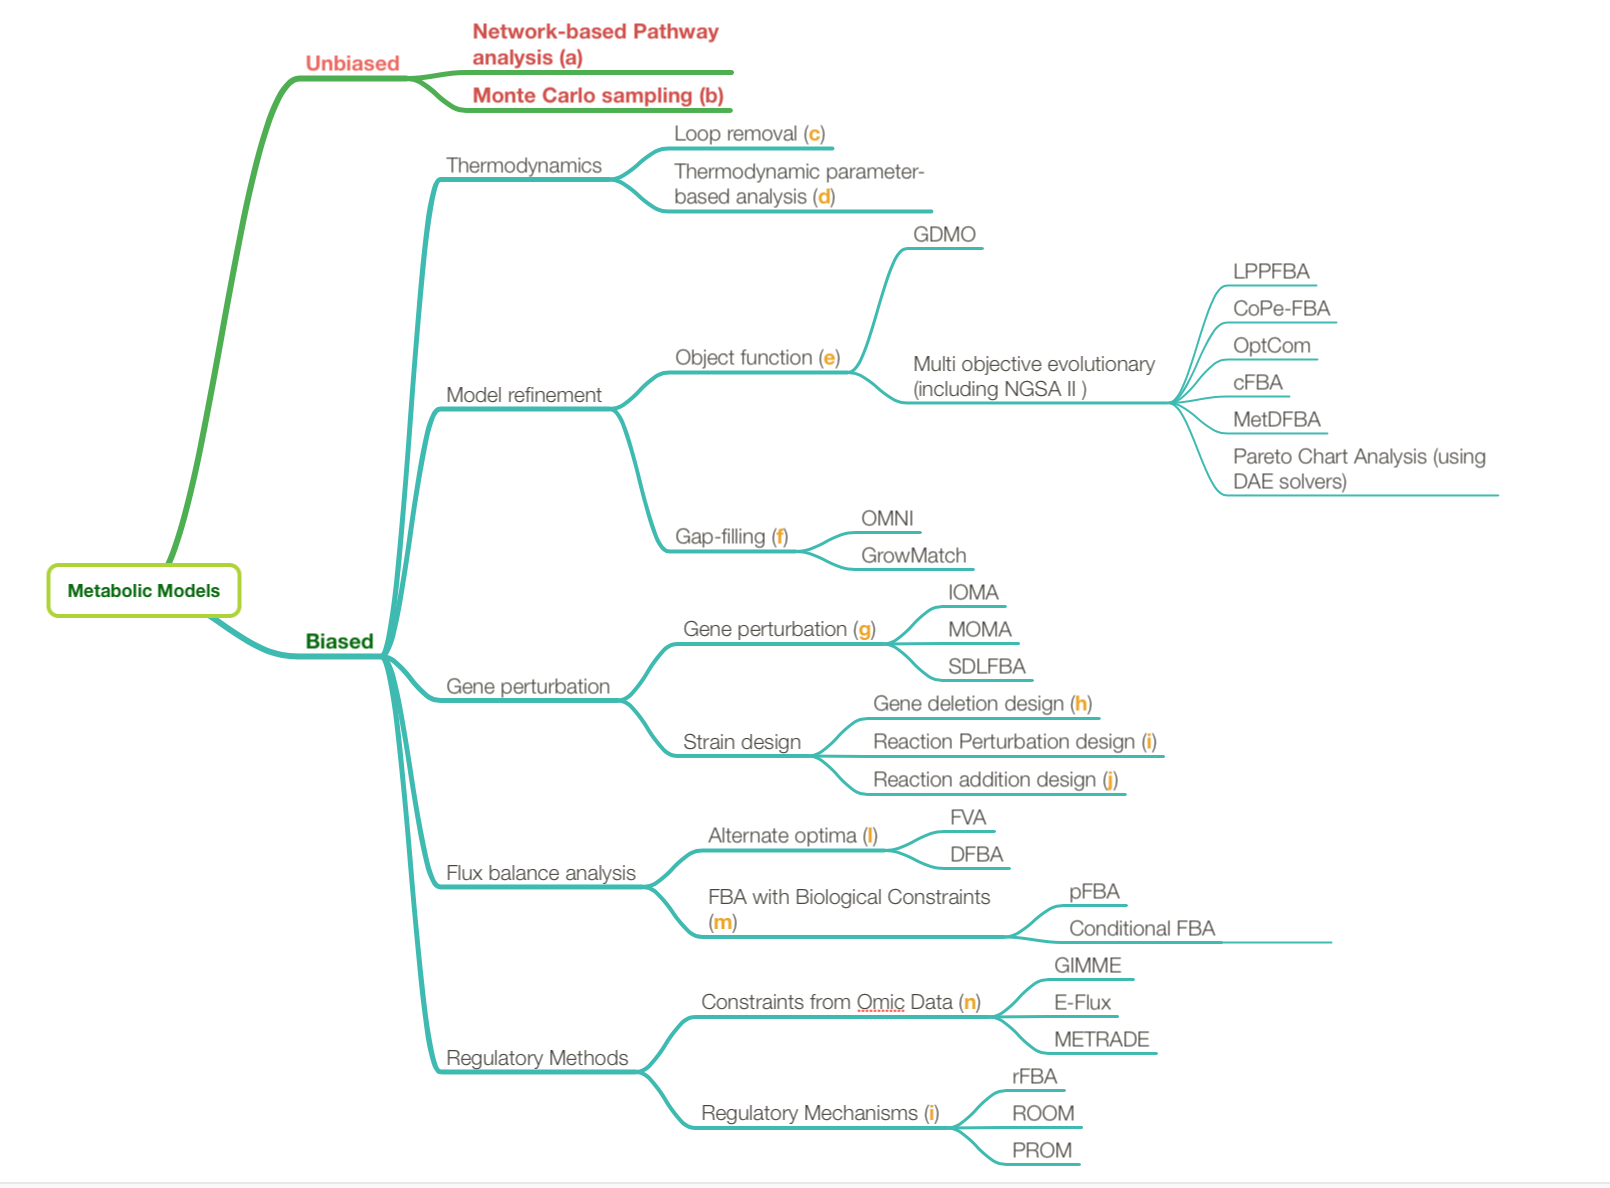 Network-based Pathway
analysis (a)
Unbiased
Monte Carlo sampling (b)
Loop removal (c)
Thermodynamics
Thermodynamic parameter-
based analysis (d)
GDMO
LPPFBA
CoPe-FBA
OptCom
Object function (e)
Multi objective evolutionary
(including NGSA II )
cFBA
Model refinement
MetDFBA
Pareto Chart Analysis (using
DAE solvers)
OMNI
Gap-filling (f)
GrowMatch
Metabolic Models
IOMA
Gene perturbation (g)
MOMA
Biased
SDLFBA
Gene perturbation
Gene deletion design (h)
Strain design
Reaction Perturbation design (i)
Reaction addition design (j)
FVA
Alternate optima (l)
DFBA
Flux balance analysis
FBA with Biological Constraints
(m)
pFBA
Conditional FBA
GIMME
Constraints from Omic Data (n)
E-Flux
METRADE
Regulatory Methods
rFBA
Regulatory Mechanisms (i)
ROOM
PROM